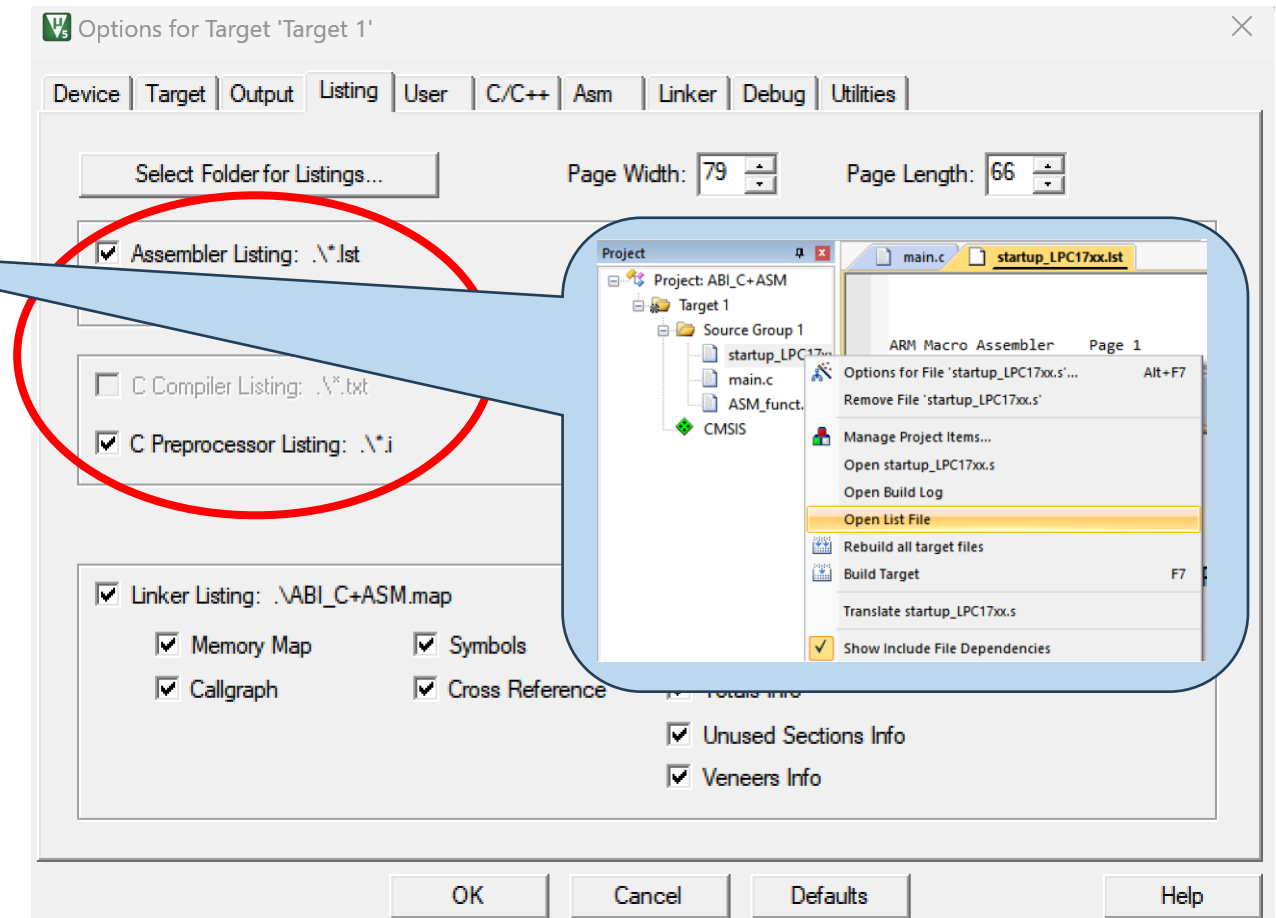 Options for Target 'Target 1'
Device Target Output Listing User C/C++ Asm Linker Debug Utilities
Select Folder for Listings...
Page Width: 79
Page Length: 66
Assembler Listing: .\*.lst
C Compiler Listing: .\*.txt
C Preprocessor Listing: .\*.i
Project
Project: ABI_C+ASM
Target 1
Source Group 1
startup_LPC17x
main.c
ASM_funct.
CMSIS
main.c
startup_LPC17xx.lst
ARM Macro Assembler Page 1
Options for File 'startup_LPC17xx.s'... Alt+F7
Remove File 'startup_LPC17xx.s'
Manage Project Items...
Open startup_LPC17xx.s
Open Build Log
Open List File
Rebuild all target files
Build Target F7
Translate startup_LPC17xx.s
Show Include File Dependencies
Linker Listing: .\ABI_C+ASM.map
Memory Map
Symbols
Callgraph
Cross Reference
Totals Info
Unused Sections Info
Veneers Info
OK Cancel Defaults Help